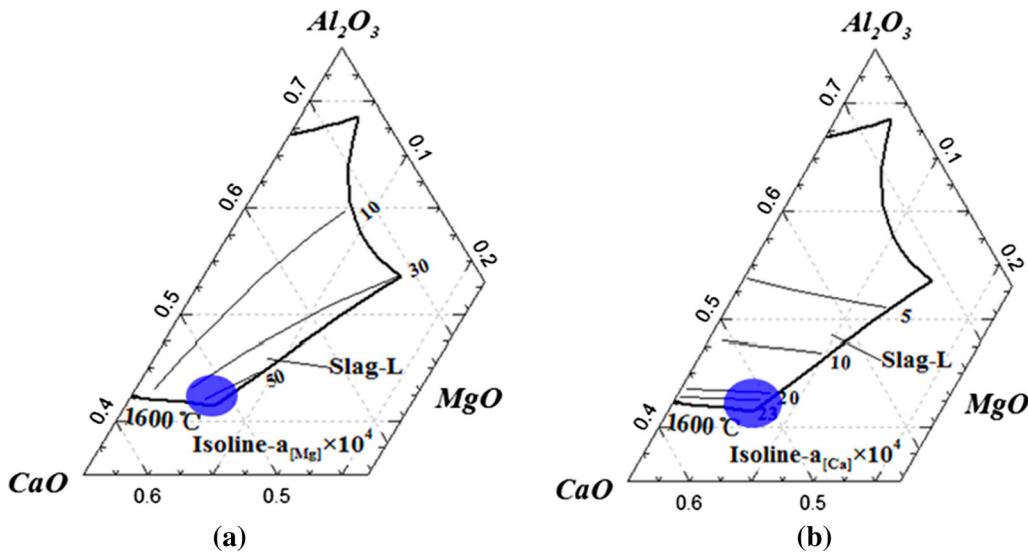 Al₂O₃
0.7
0.1
0.6
10
0.2
30
0.5
Slag-L
50
MgO
0.4
1600 ℃
Isoline-a[Mg]×10⁴
CaO
0.6
0.5
(a)
Al₂O₃
0.7
0.1
0.6
0.2
0.5
5
Slag-L
10
MgO
0.4
20
23
1600 ℃
Isoline-a[Ca]×10⁴
CaO
0.6
0.5
(b)